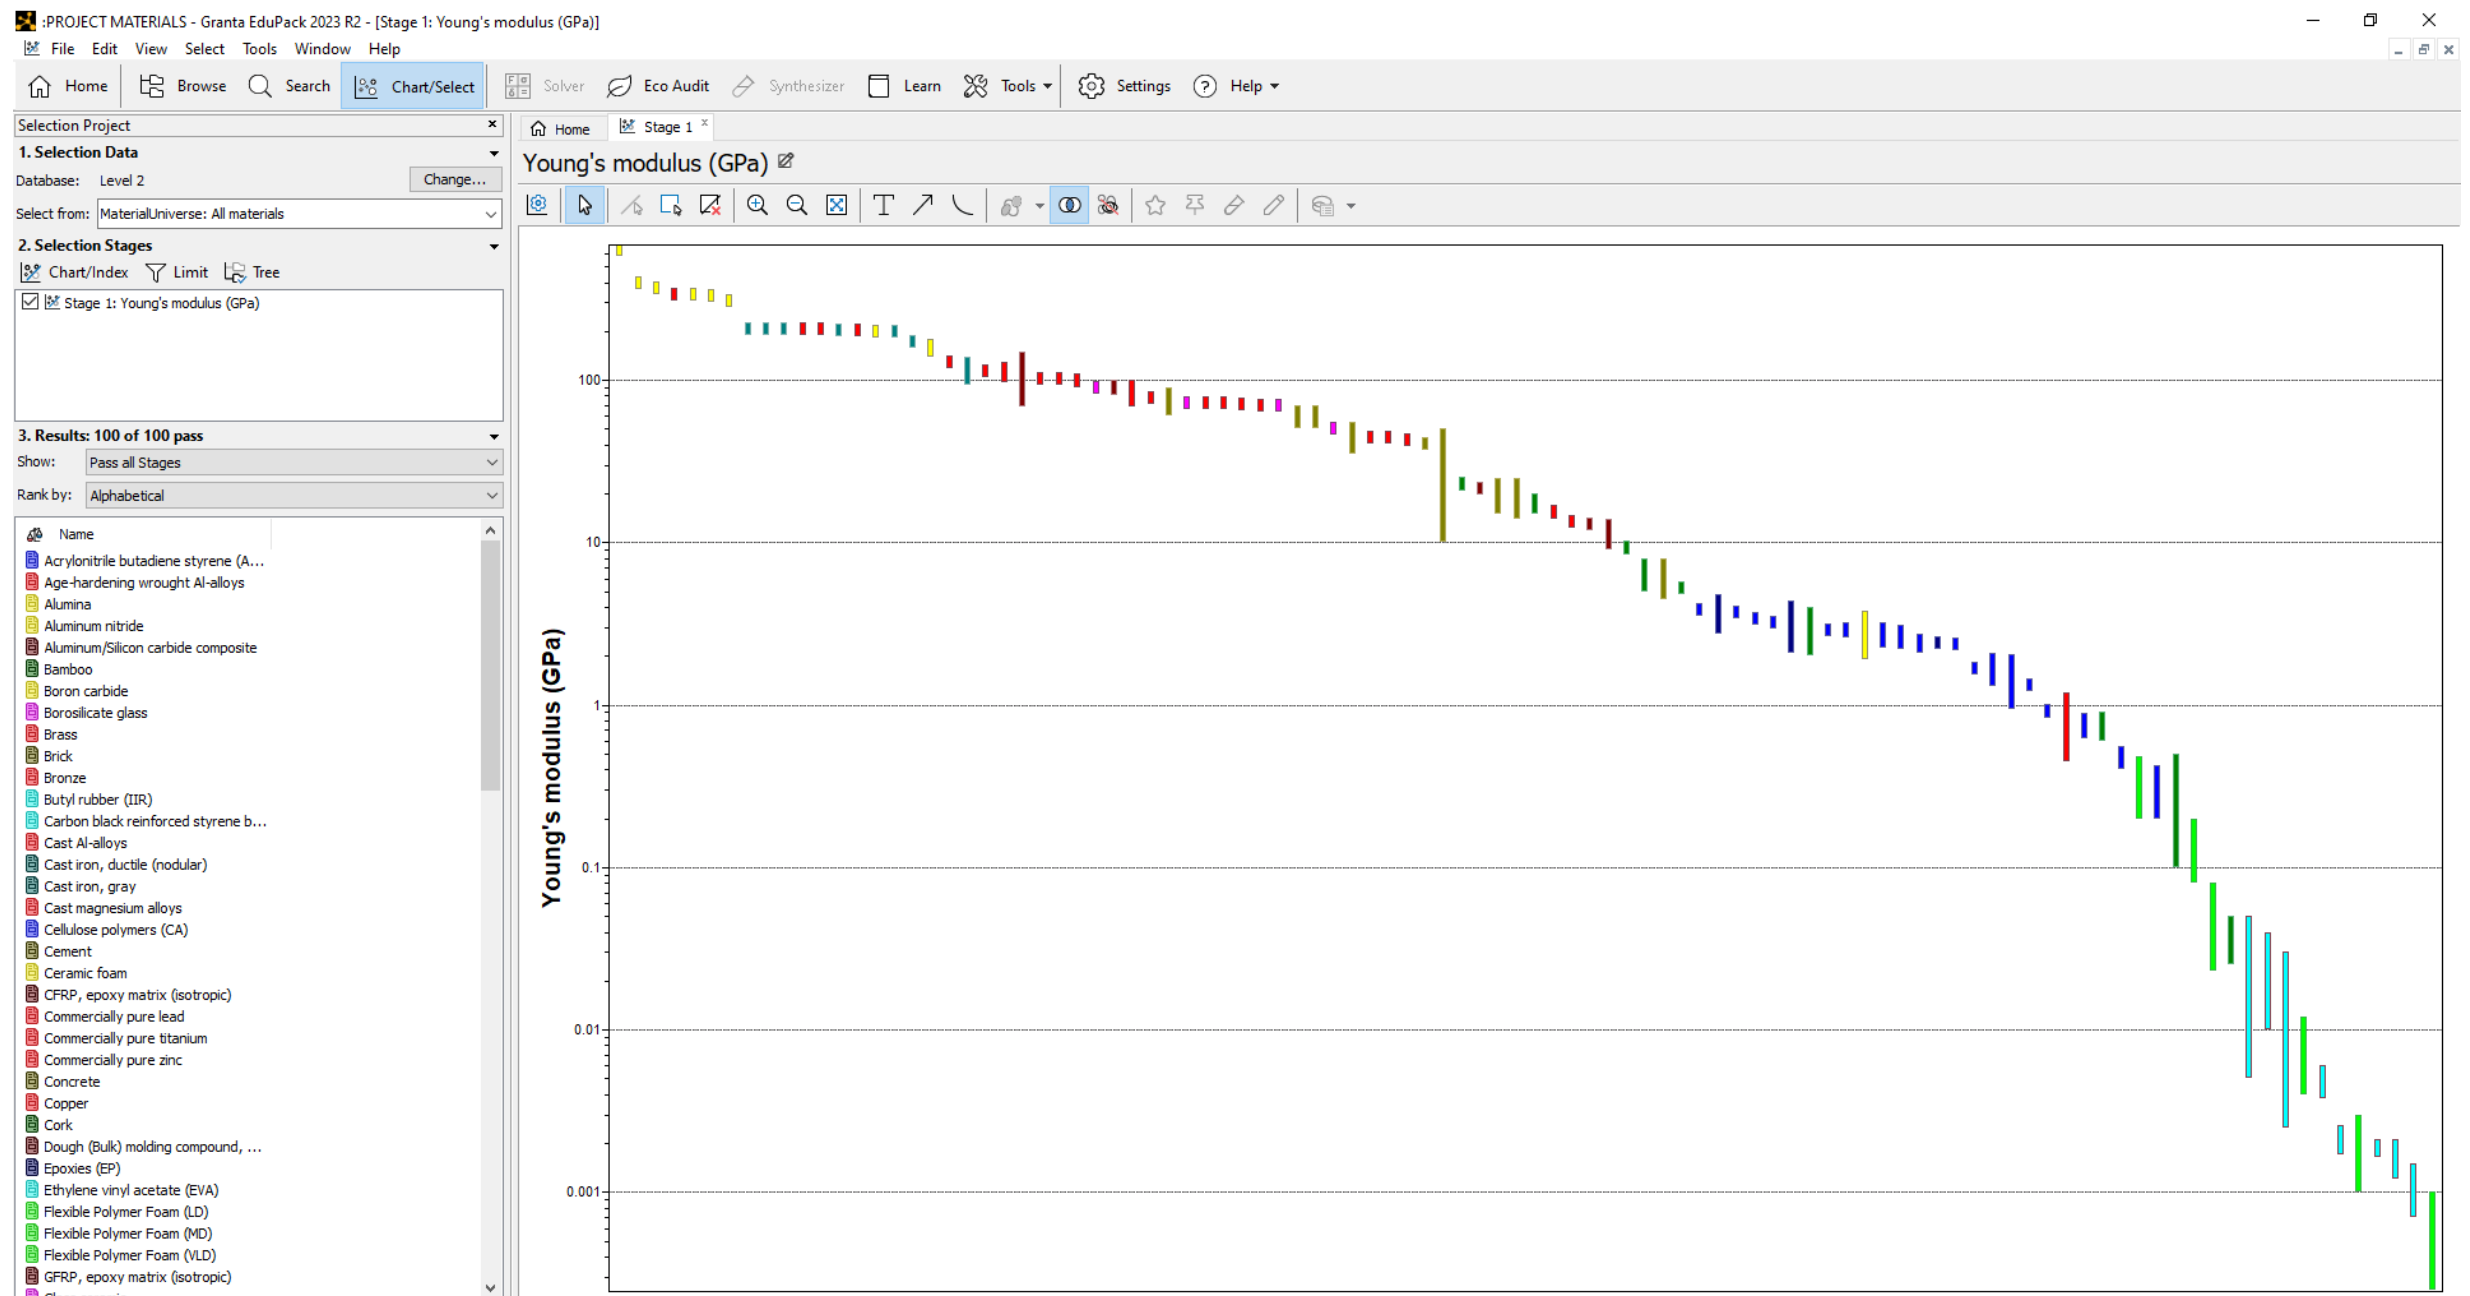 :PROJECT MATERIALS - Granta EduPack 2023 R2 - [Stage 1: Young's modulus (GPa)]
File Edit View Select Tools Window Help
Home Browse Search Chart/Select Solver Eco Audit Synthesizer Learn Tools Settings Help
Selection Project
1. Selection Data
Database: Level 2 Change...
Select from: MaterialUniverse: All materials
2. Selection Stages
Chart/Index Limit Tree
Stage 1: Young's modulus (GPa)
3. Results: 100 of 100 pass
Show: Pass all Stages
Rank by: Alphabetical
Name
Acrylonitrile butadiene styrene (A...
Age-hardening wrought Al-alloys
Alumina
Aluminum nitride
Aluminum/Silicon carbide composite
Bamboo
Boron carbide
Borosilicate glass
Brass
Brick
Bronze
Butyl rubber (IIR)
Carbon black reinforced styrene b...
Cast Al-alloys
Cast iron, ductile (nodular)
Cast iron, gray
Cast magnesium alloys
Cellulose polymers (CA)
Cement
Ceramic foam
CFRP, epoxy matrix (isotropic)
Commercially pure lead
Commercially pure titanium
Commercially pure zinc
Concrete
Copper
Cork
Dough (Bulk) molding compound, ...
Epoxies (EP)
Ethylene vinyl acetate (EVA)
Flexible Polymer Foam (LD)
Flexible Polymer Foam (MD)
Flexible Polymer Foam (VLD)
GFRP, epoxy matrix (isotropic)
Home Stage 1
Young's modulus (GPa)
Young's modulus (GPa)
100
10
1
0.1
0.01
0.001